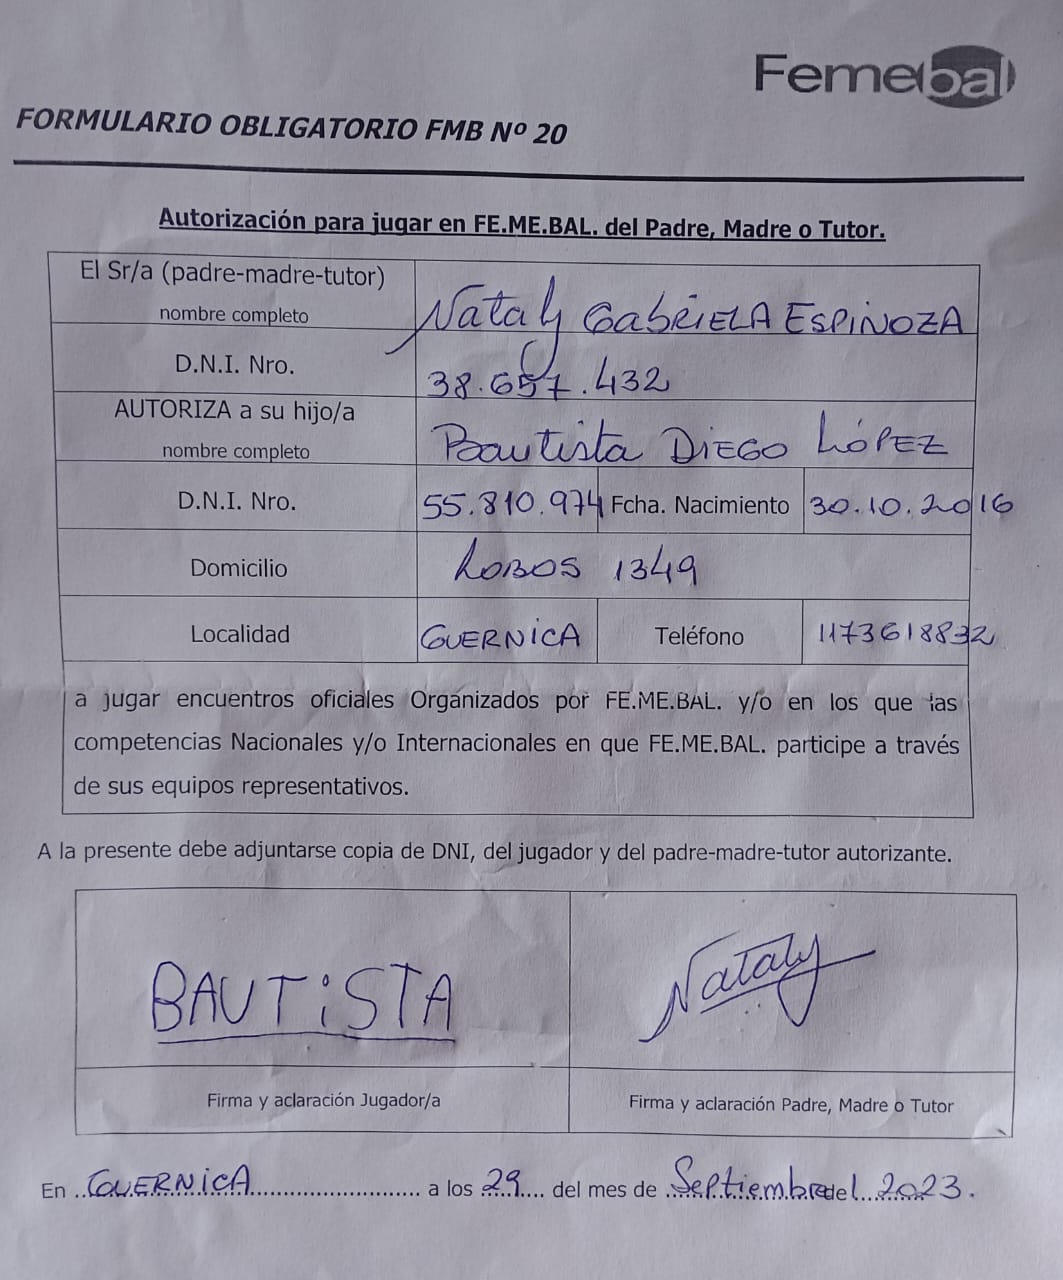 Femebal
FORMULARIO OBLIGATORIO FMB Nº 20
Autorización para jugar en FE.ME.BAL. del Padre, Madre o Tutor.
El Sr/a (padre-madre-tutor)
nombre completo
Nataly GABRIELA ESPINOZA
D.N.I. Nro.
38.657.432
AUTORIZA a su hijo/a
nombre completo
Bautista DIEGO LÓPEZ
D.N.I. Nro. 55.810.974 Fcha. Nacimiento 30.10.2016
Domicilio LOBOS 1349
Localidad GUERNICA Teléfono 1173618832
a jugar encuentros oficiales Organizados por FE.ME.BAL. y/o en los que las
competencias Nacionales y/o Internacionales en que FE.ME.BAL. participe a través
de sus equipos representativos.
A la presente debe adjuntarse copia de DNI, del jugador y del padre-madre-tutor autorizante.
BAUTISTA Nataly
Firma y aclaración Jugador/a Firma y aclaración Padre, Madre o Tutor
En GUERNICA a los 29 del mes de Septiembre del 2023.